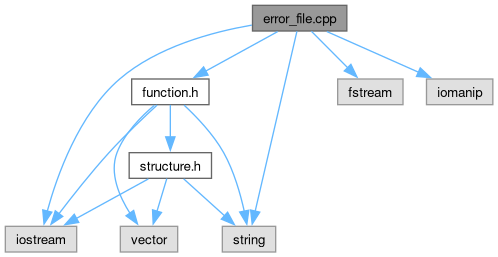 error_file.cpp
function.h
fstream
iomanip
structure.h
iostream
vector
string